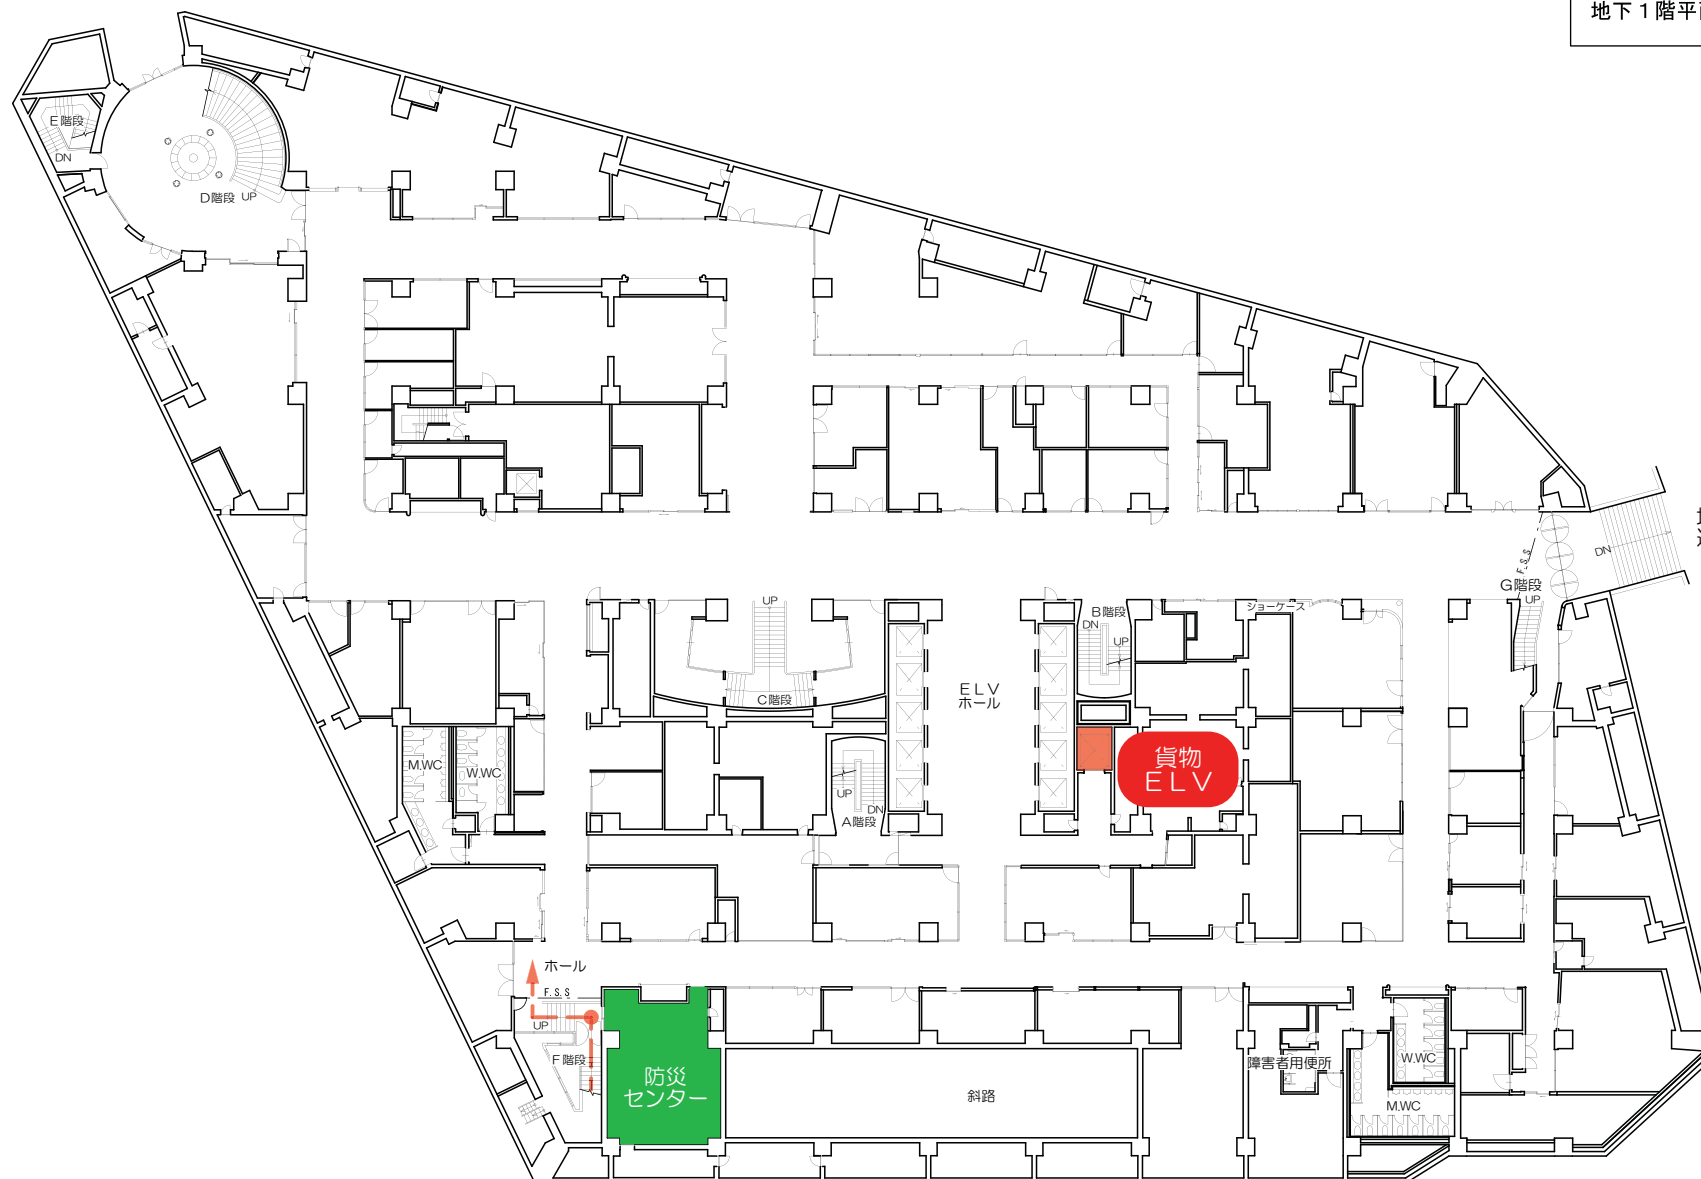 地下１階平
E階段
DN
D階段 UP
DN
F.S.S
G階段
UP
ショーケース
UP
B階段
DN
UP
ELV
ホール
C階段
M.WC
W.WC
貨物
ELV
UP
DN
A階段
ホール
F.S.S
UP
F階段
防災
センター
斜路
障害者用便所
W.WC
M.WC